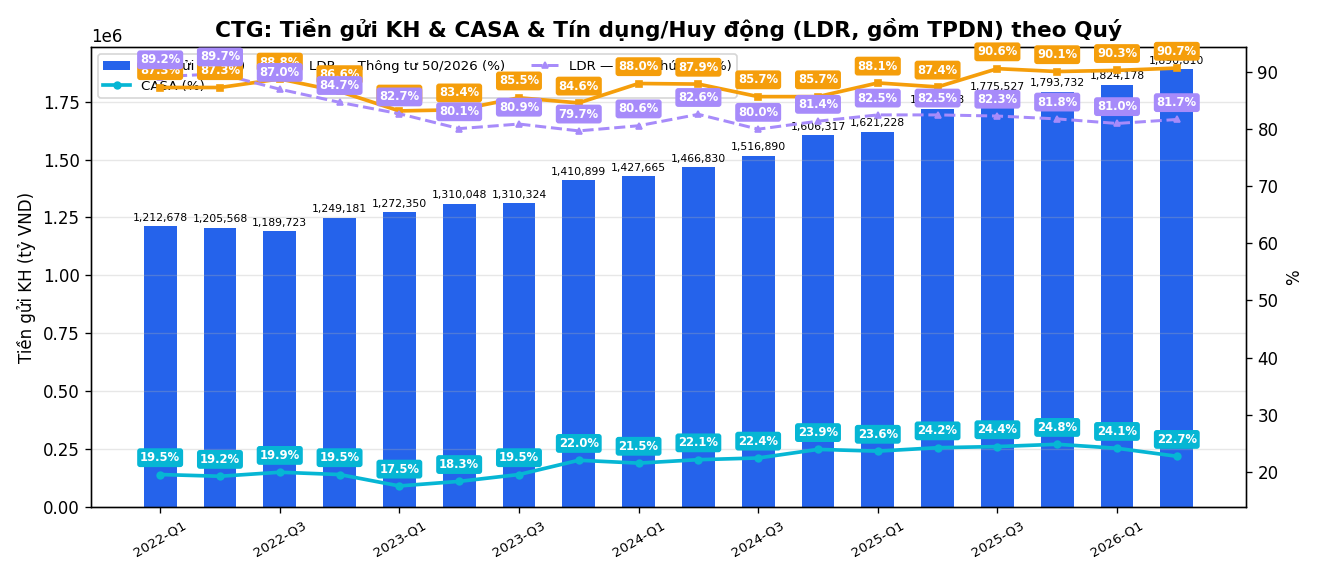 CTG: Tiền gửi KH & CASA & Tín dụng/Huy động (LDR, gồm TPDN) theo Quý
1e6
LDR — Thông tư 50/2026 (%)
LDR —
CASA (%)
89.2% 89.7% 87.0% 84.7% 82.7% 80.1% 80.9% 79.7% 80.6% 82.6% 80.0% 81.4% 82.5% 82.5% 82.3% 81.8% 81.0% 81.7%
87.5% 87.3% 88.8% 86.6% 83.4% 85.5% 84.6% 88.0% 87.9% 85.7% 85.7% 88.1% 87.4% 90.6% 90.1% 90.3% 90.7%
1,212,678 1,205,568 1,189,723 1,249,181 1,272,350 1,310,048 1,310,324 1,410,899 1,427,665 1,466,830 1,516,890 1,606,317 1,621,228 1,775,527 1,793,732 1,824,178
19.5% 19.2% 19.9% 19.5% 17.5% 18.3% 19.5% 22.0% 21.5% 22.1% 22.4% 23.9% 23.6% 24.2% 24.4% 24.8% 24.1% 22.7%
Tiền gửi KH (tỷ VND)
1.75
1.50
1.25
1.00
0.75
0.50
0.25
0.00
90
80
70
60
50
40
30
20
%
2022-Q1 2022-Q3 2023-Q1 2023-Q3 2024-Q1 2024-Q3 2025-Q1 2025-Q3 2026-Q1